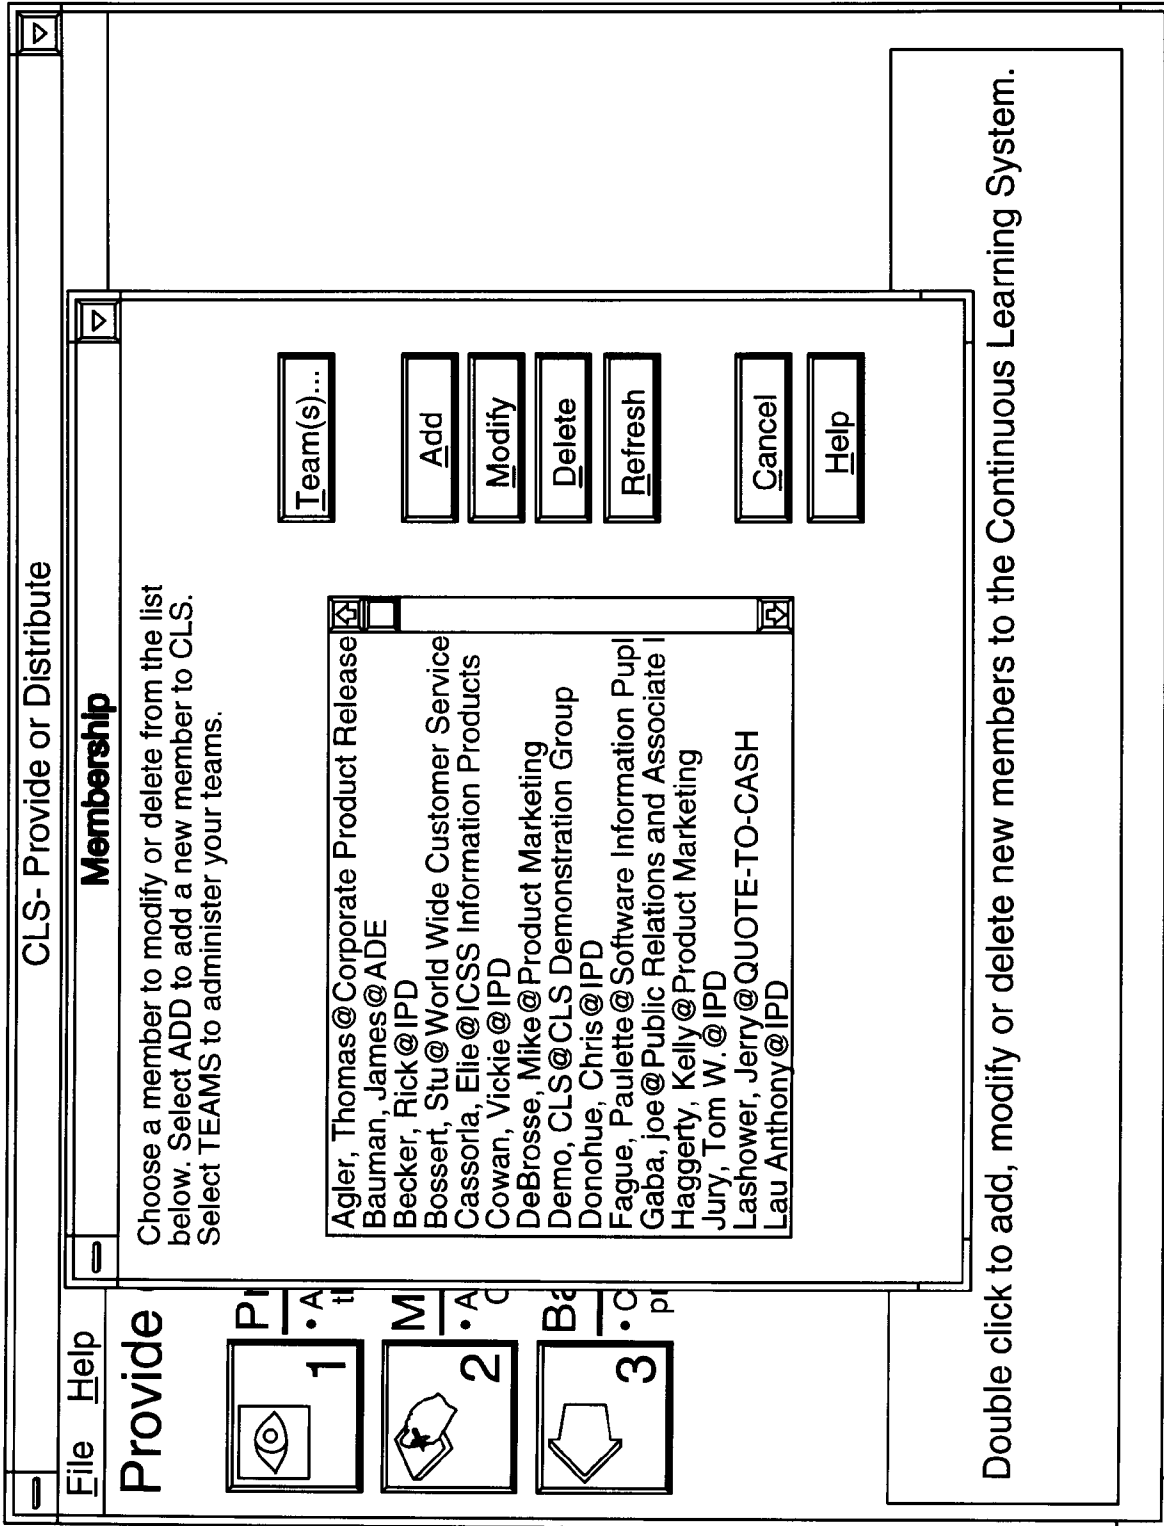 CLS- Provide or Distribute
File Help
Provide
1
Pr
• A
ti
2
M
• A
C
3
Ba
• C
pr
Membership
Choose a member to modify or delete from the list
below. Select ADD to add a new member to CLS.
Select TEAMS to administer your teams.
Agler, Thomas@Corporate Product Release
Bauman, James@ADE
Becker, Rick@IPD
Bossert, Stu@World Wide Customer Service
Cassorla, Elie@ICSS Information Products
Cowan, Vickie@IPD
DeBrosse, Mike@Product Marketing
Demo, CLS@CLS Demonstration Group
Donohue, Chris@IPD
Fague, Paulette@Software Information Pupl
Gaba, joe@Public Relations and Associate I
Haggerty, Kelly@Product Marketing
Jury, Tom W.@IPD
Lashower, Jerry@QUOTE-TO-CASH
Lau Anthony@IPD
Team(s)...
Add
Modify
Delete
Refresh
Cancel
Help
Double click to add, modify or delete new members to the Continuous Learning System.